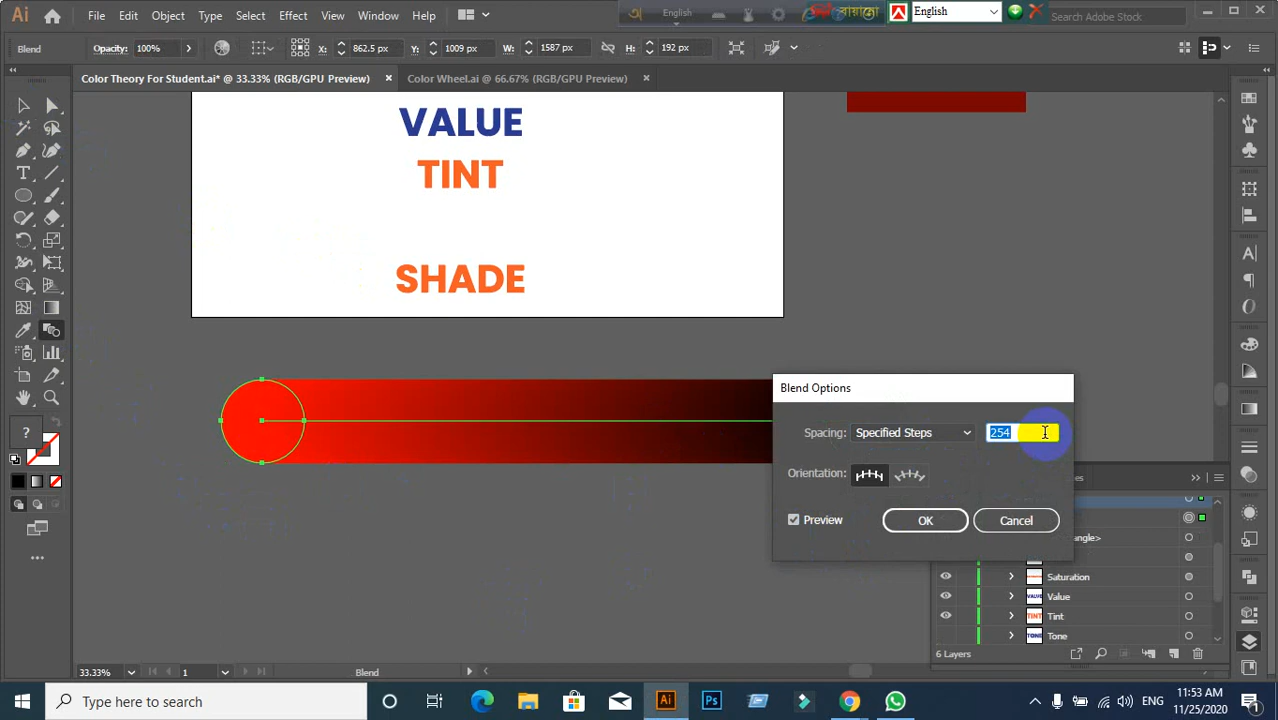 Ai File Edit Object Type Select Effect View Window Help English English Search Adobe Stock
Blend Opacity: 100% X: 862.5 px Y: 1009 px W: 1587 px H: 192 px
Color Theory For Student.ai* @ 33.33% (RGB/GPU Preview) Color Wheel.ai @ 66.67% (RGB/GPU Preview)
VALUE
TINT
SHADE
Blend Options
Spacing: Specified Steps 254
Orientation:
Preview OK Cancel
Saturation
Value
Tint
Tone
6 Layers
33.33% 1 Blend
Type here to search Ai Ps ENG 11:53 AM
11/25/2020